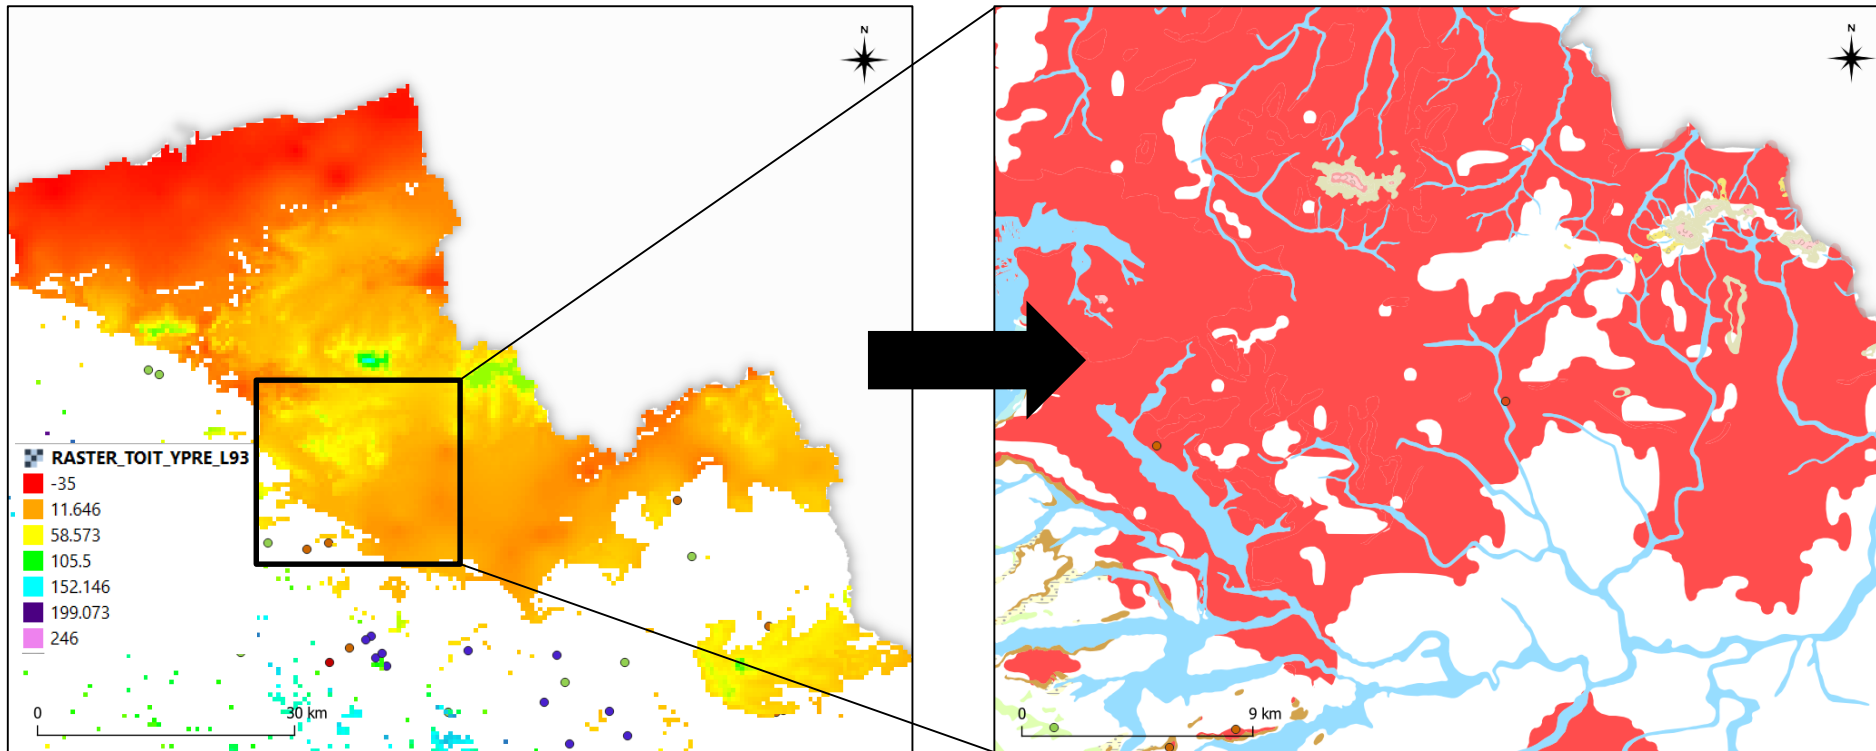 N
N
RASTER_TOIT_YPRE_L93
-35
11.646
58.573
105.5
152.146
199.073
246
0
30 km
0
9 km